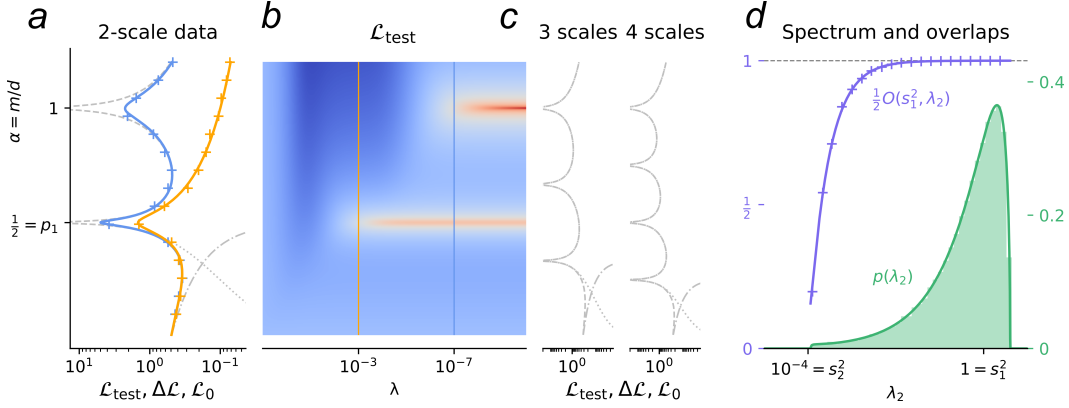 a
2-scale data
b
ℒtest
c
3 scales
4 scales
d
Spectrum and overlaps
α = m/d
1
1/2 = p₁
10¹
10⁰
10⁻¹
ℒtest, Δℒ, ℒ₀
10⁻³
10⁻⁷
λ
10⁰
10⁰
ℒtest, Δℒ, ℒ₀
1
1/2
0
½O(s₁², λ₂)
p(λ₂)
0.4
0.2
0
10⁻⁴ = s₂²
1 = s₁²
λ₂